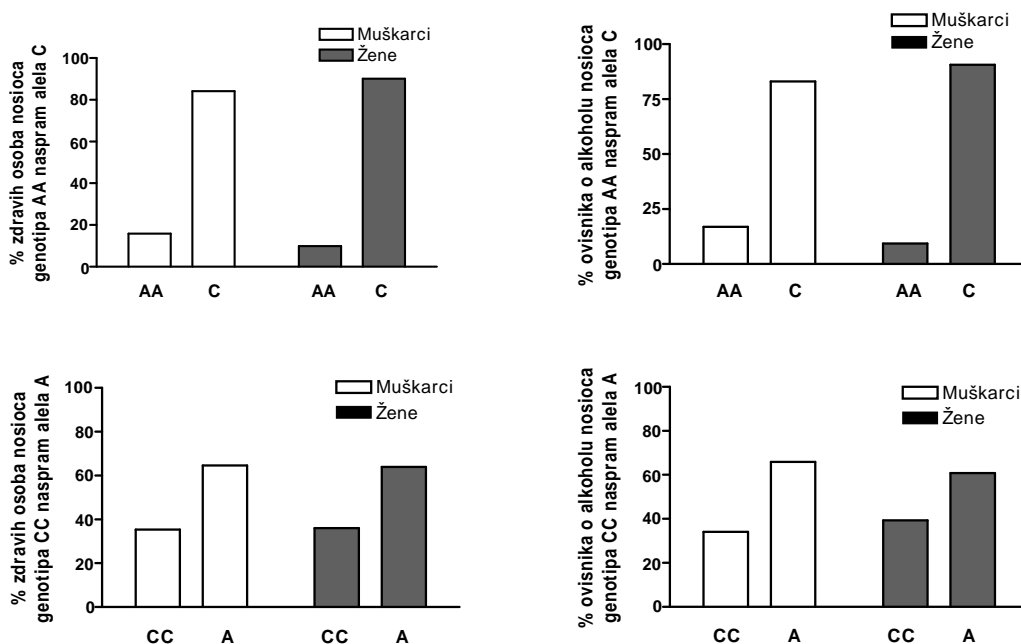 % zdravih osoba nosioca
genotipa AA naspram alela C
Muškarci
Žene
100
80
60
40
20
0
AA
C
AA
C
% ovisnika o alkoholu nosioca
genotipa AA naspram alela C
Muškarci
Žene
100
75
50
25
0
AA
C
AA
C
% zdravih osoba nosioca
genotipa CC naspram alela A
Muškarci
Žene
100
80
60
40
20
0
CC
A
CC
A
% ovisnika o alkoholu nosioca
genotipa CC naspram alela A
Muškarci
Žene
100
80
60
40
20
0
CC
A
CC
A